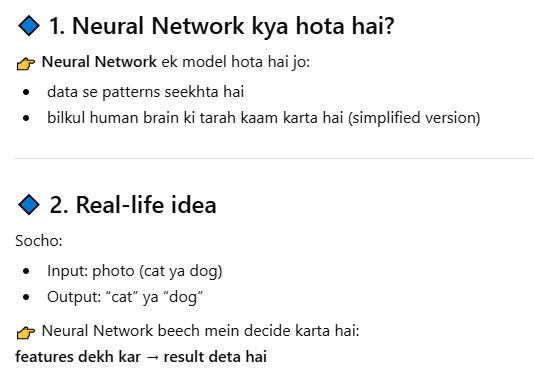 🔷 1. Neural Network kya hota hai?
👉 Neural Network ek model hota hai jo:
• data se patterns seekhta hai
• bilkul human brain ki tarah kaam karta hai (simplified version)
🔷 2. Real-life idea
Socho:
• Input: photo (cat ya dog)
• Output: “cat” ya “dog”
👉 Neural Network beech mein decide karta hai:
features dekh kar → result deta hai